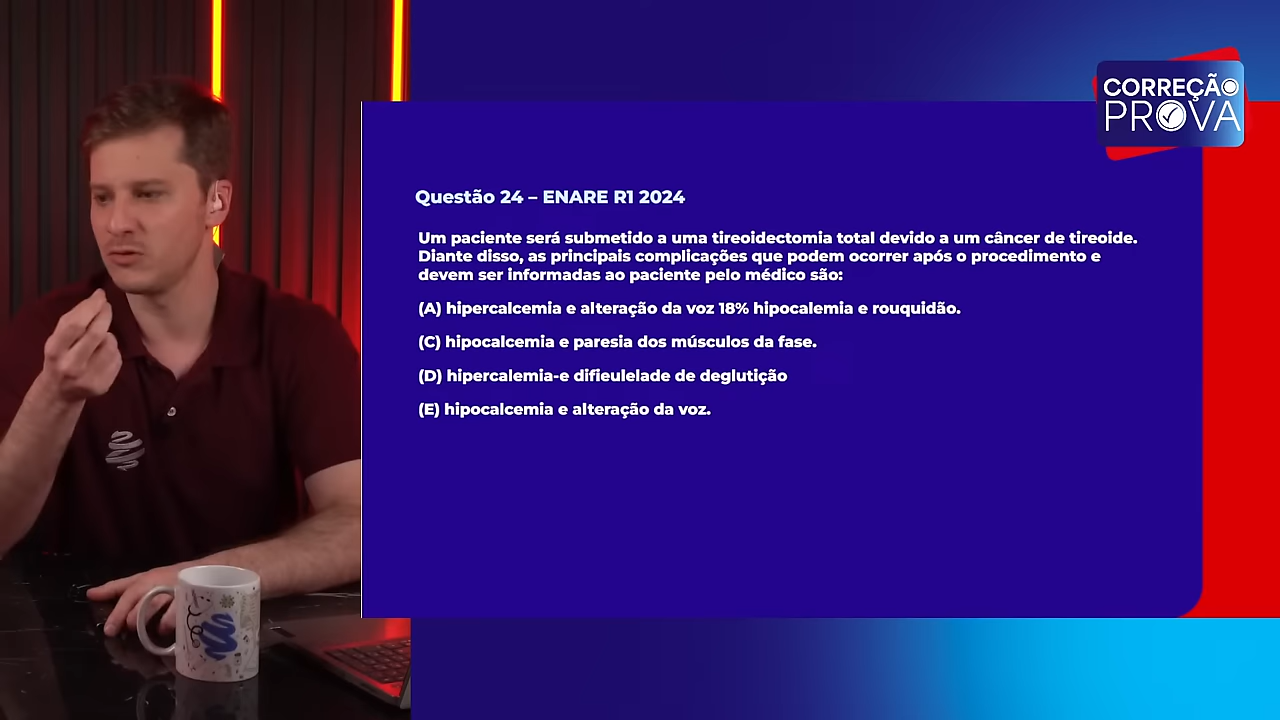 CORREÇÃO
PROVA
Questão 24 – ENARE R1 2024
Um paciente será submetido a uma tireoidectomia total devido a um câncer de tireoide.
Diante disso, as principais complicações que podem ocorrer após o procedimento e
devem ser informadas ao paciente pelo médico são:
(A) hipercalcemia e alteração da voz 18% hipocalemia e rouquidão.
(C) hipocalcemia e paresia dos músculos da fase.
(D) hipercalemia-e difieulelade de deglutição
(E) hipocalcemia e alteração da voz.